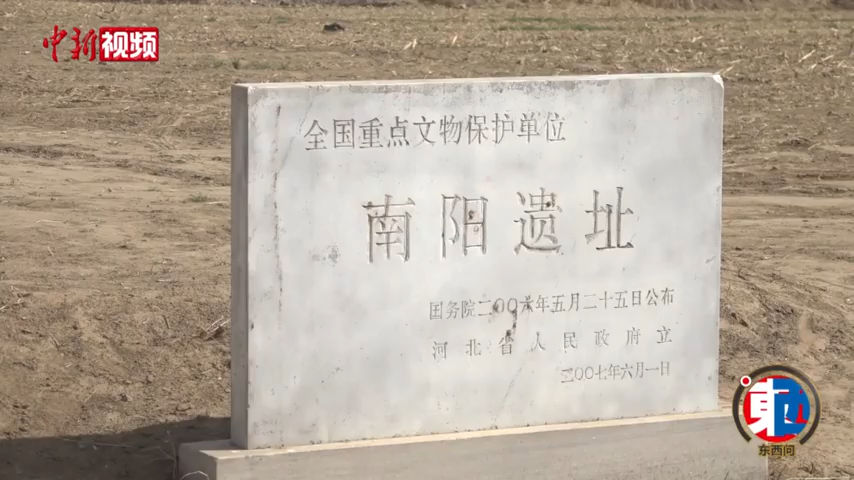 中新视频
全国重点文物保护单位
南阳遗址
国务院二〇〇六年五月二十五日公布
河北省人民政府立
二〇〇七年六月一日
东西问